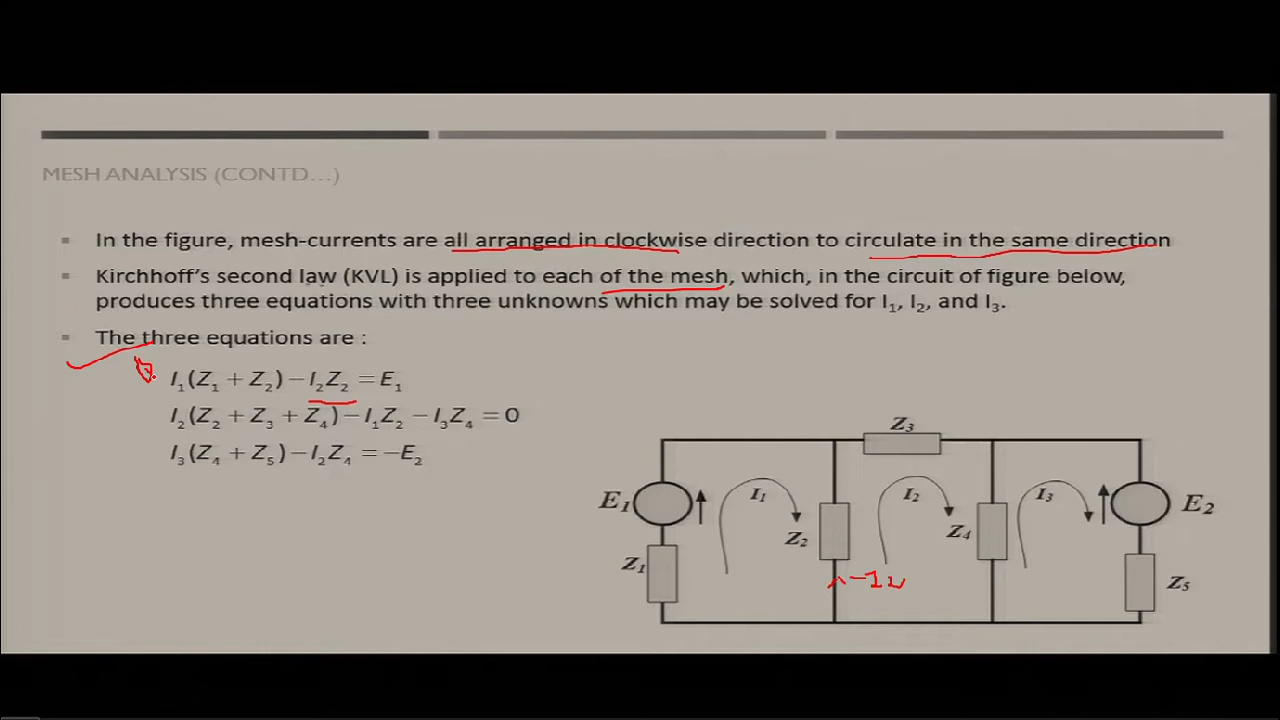 MESH ANALYSIS (CONTD...)
▪ In the figure, mesh-currents are all arranged in clockwise direction to circulate in the same direction
▪ Kirchhoff's second law (KVL) is applied to each of the mesh, which, in the circuit of figure below,
produces three equations with three unknowns which may be solved for I₁, I₂, and I₃.
▪ The three equations are :
I₁(Z₁ + Z₂) − I₂Z₂ = E₁
I₂(Z₂ + Z₃ + Z₄) − I₁Z₂ − I₃Z₄ = 0
I₃(Z₄ + Z₅) − I₂Z₄ = −E₂
Z₃
E₁ I₁ I₂ I₃ E₂
Z₂ Z₄
Z₁ Z₅